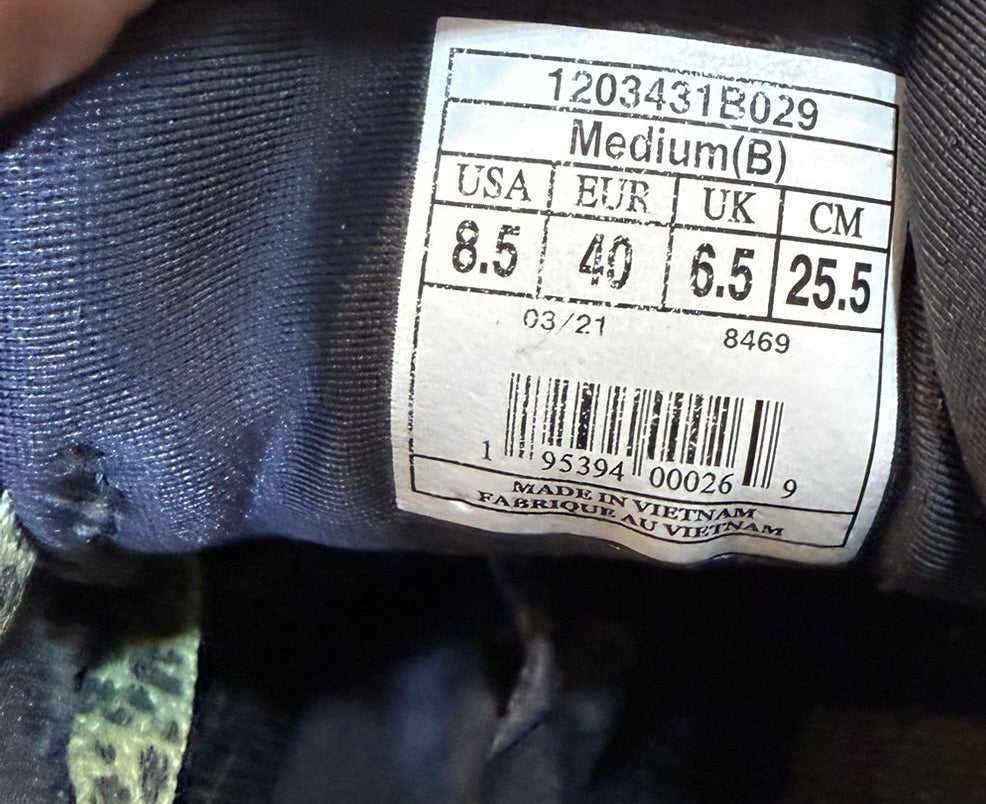 1203431B029
Medium(B)
USA EUR UK CM
8.5 40 6.5 25.5
03/21 8469
1 95394 00026 9
MADE IN VIETNAM
FABRIQUE AU VIETNAM